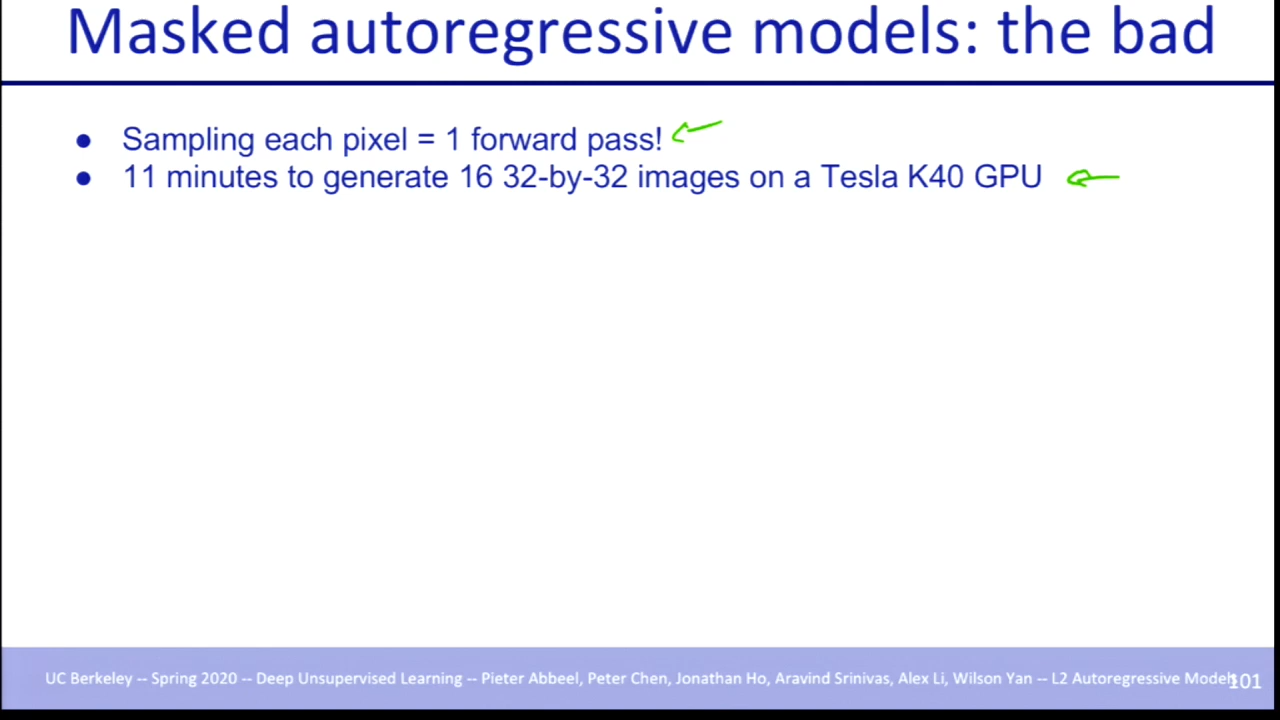 Masked autoregressive models: the bad
● Sampling each pixel = 1 forward pass!
● 11 minutes to generate 16 32-by-32 images on a Tesla K40 GPU
UC Berkeley -- Spring 2020 -- Deep Unsupervised Learning -- Pieter Abbeel, Peter Chen, Jonathan Ho, Aravind Srinivas, Alex Li, Wilson Yan -- L2 Autoregressive Models
101